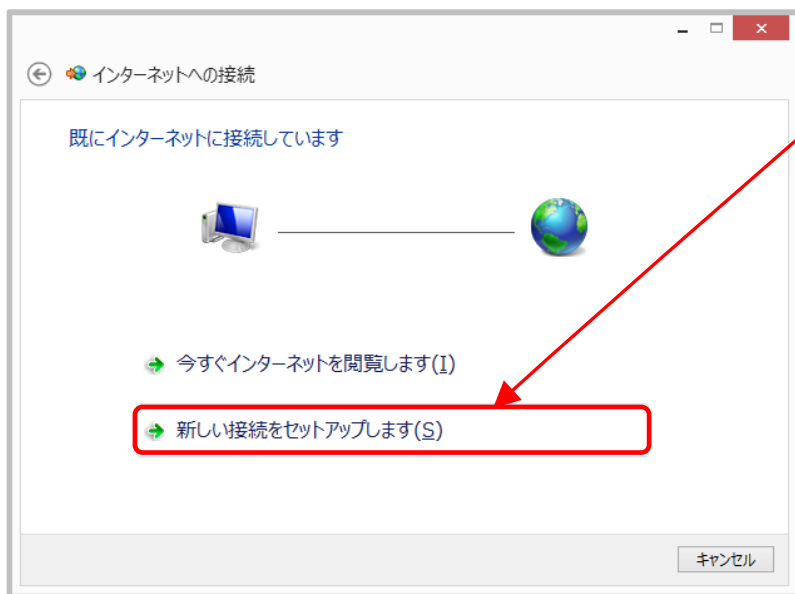 インターネットへの接続
既にインターネットに接続しています
今すぐインターネットを閲覧します(I)
新しい接続をセットアップします(S)
キャンセル